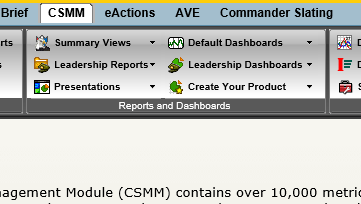 Brief CSMM eActions AVE Commander Slating
rts Summary Views Default Dashboards
s Leadership Reports Leadership Dashboards
Presentations Create Your Product
Reports and Dashboards
nagement Module (CSMM) contains over 10,000 metric